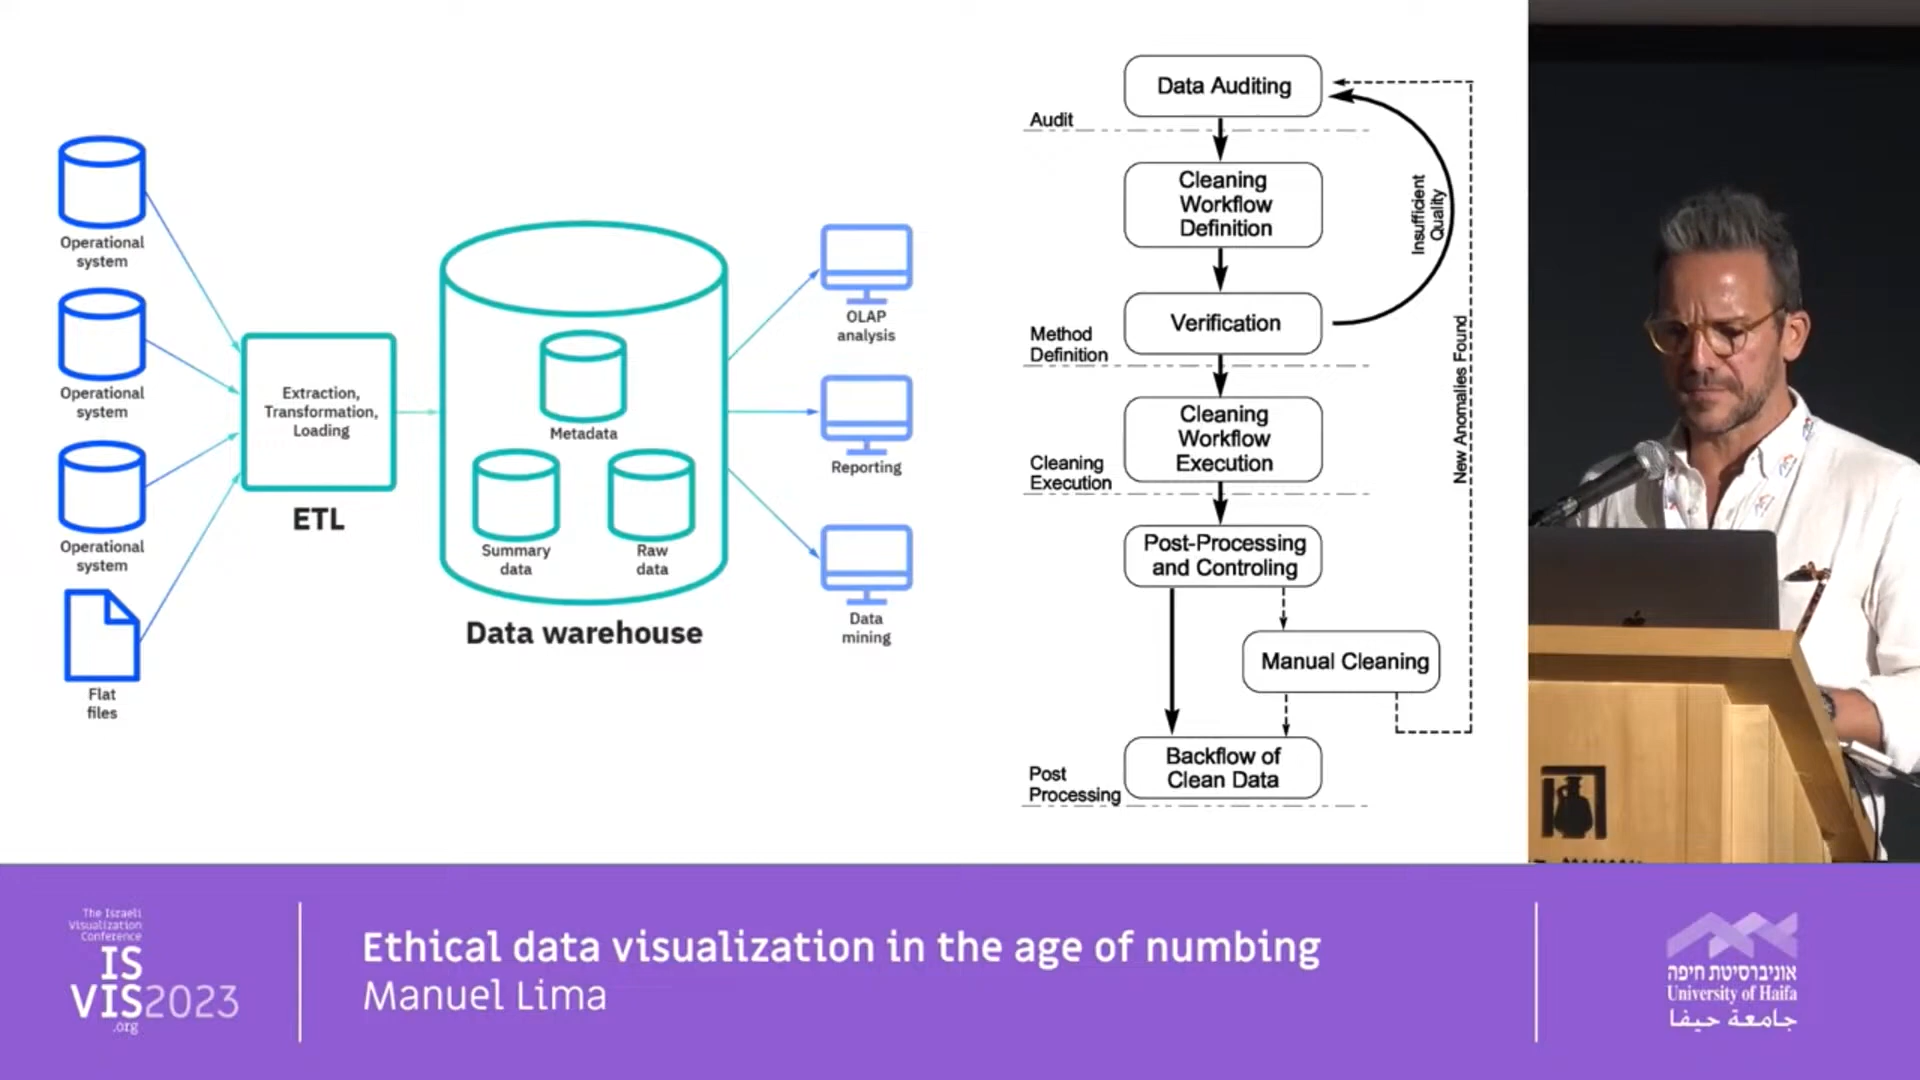 Operational
system
Operational
system
Operational
system
Flat
files
Extraction,
Transformation,
Loading
ETL
Metadata
Summary
data
Raw
data
Data warehouse
OLAP
analysis
Reporting
Data
mining
Audit
Method
Definition
Cleaning
Execution
Post
Processing
Data Auditing
Cleaning
Workflow
Definition
Verification
Cleaning
Workflow
Execution
Post-Processing
and Controling
Manual Cleaning
Backflow of
Clean Data
Insufficient
Quality
New Anomalies Found
The Israeli
Visualization
Conference
IS
VIS2023
.org
Ethical data visualization in the age of numbing
Manuel Lima
אוניברסיטת חיפה
University of Haifa
جامعة حيفا